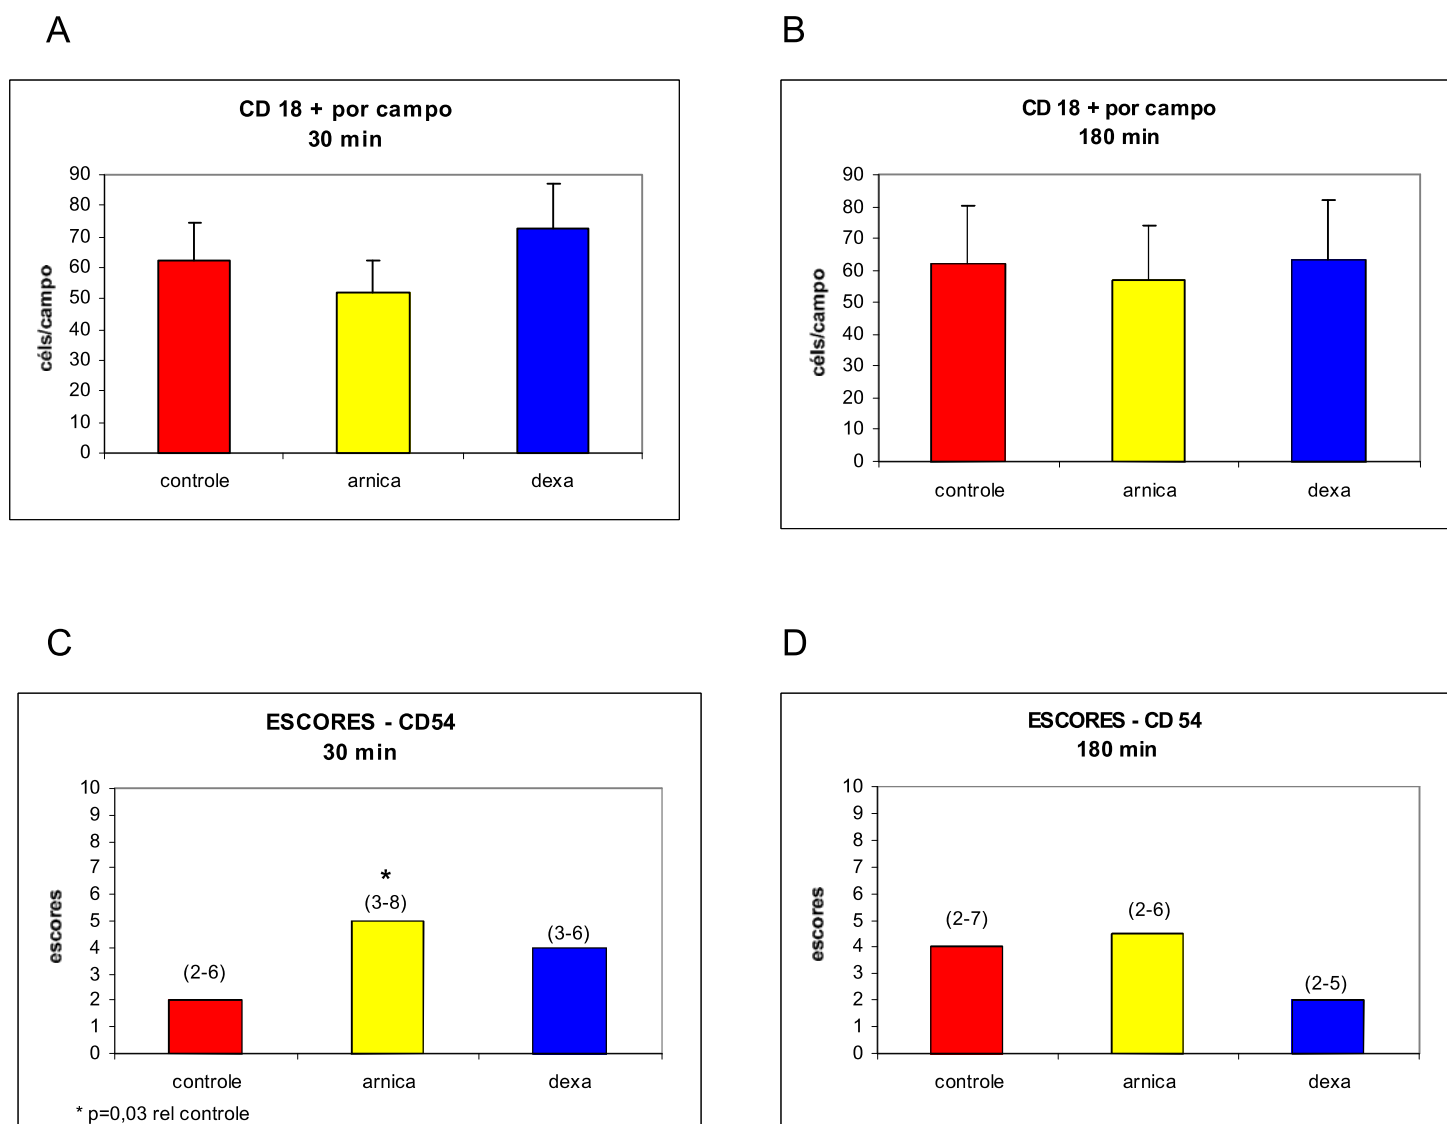 A
CD 18 + por campo
30 min
céls/campo
90
80
70
60
50
40
30
20
10
0
controle
arnica
dexa
B
CD 18 + por campo
180 min
céls/campo
90
80
70
60
50
40
30
20
10
0
controle
arnica
dexa
C
ESCORES - CD54
30 min
escores
10
9
8
7
6
5
4
3
2
1
0
(2-6)
*
(3-8)
(3-6)
controle
arnica
dexa
* p=0,03 rel controle
D
ESCORES - CD 54
180 min
escores
10
9
8
7
6
5
4
3
2
1
0
(2-7)
(2-6)
(2-5)
controle
arnica
dexa